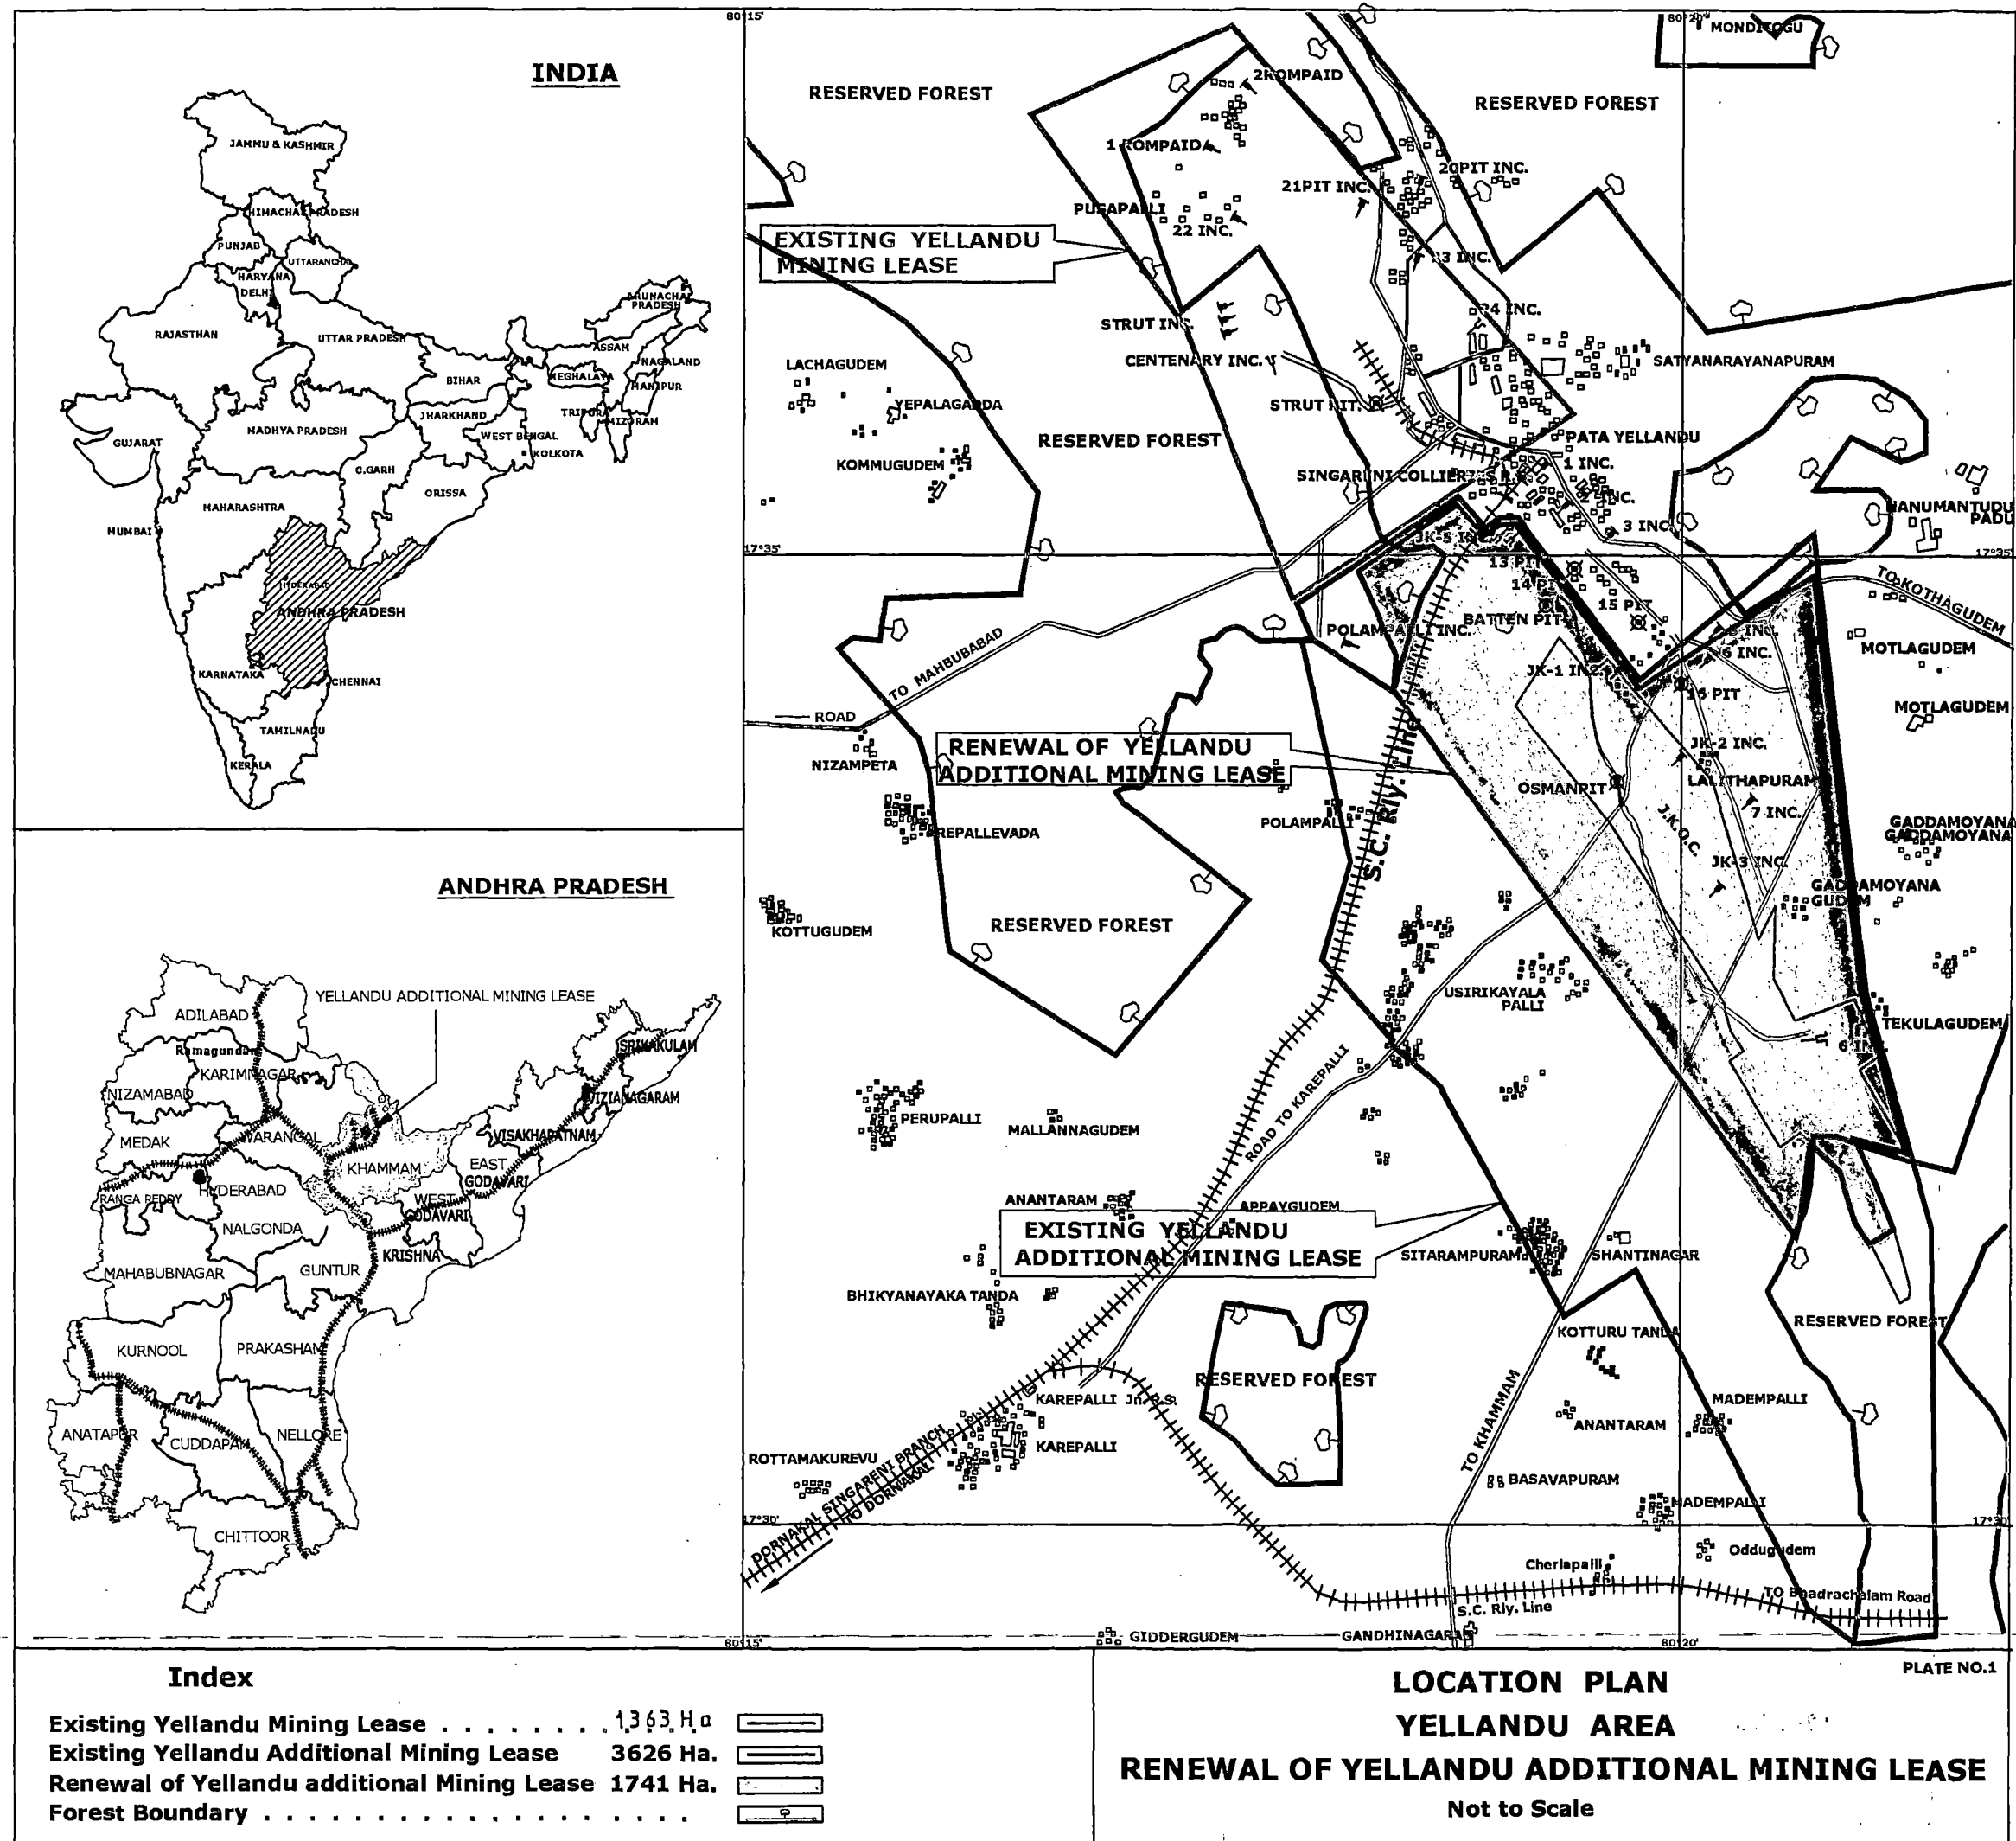 INDIA
JAMMU & KASHMIR
HIMACHAL PRADESH
PUNJAB
UTTARANCHAL
HARYANA
DELHI
ARUNACHAL
PRADESH
RAJASTHAN
UTTAR PRADESH
ASSAM
NAGALAND
BIHAR
MEGHALAYA
MANIPUR
JHARKHAND
TRIPURA
MIZORAM
GUJARAT
MADHYA PRADESH
WEST BENGAL
KOLKOTA
C.GARH
ORISSA
MAHARASHTRA
MUMBAI
HYDERABAD
ANDHRA PRADESH
KARNATAKA
CHENNAI
TAMILNADU
KERALA
ANDHRA PRADESH
YELLANDU ADDITIONAL MINING LEASE
ADILABAD
Ramagundam
KARIMNAGAR
NIZAMABAD
SRIKAKULAM
VIZIANAGARAM
MEDAK
WARANGAL
VISAKHAPATNAM
KHAMMAM
EAST
GODAVARI
RANGA REDDY
HYDERABAD
WEST
GODAVARI
NALGONDA
KRISHNA
MAHABUBNAGAR
GUNTUR
KURNOOL
PRAKASHAM
ANATAPUR
CUDDAPAH
NELLORE
CHITTOOR
80°15'
80°20'
MONDITOGU
RESERVED FOREST
2ROMPAID
RESERVED FOREST
1 ROMPAIDA
20PIT INC.
21PIT INC.
PUSAPALLI
22 INC.
EXISTING YELLANDU
MINING LEASE
23 INC.
24 INC.
STRUT INC.
CENTENARY INC.
SATYANARAYANAPURAM
LACHAGUDEM
YEPALAGADDA
STRUT PIT.
RESERVED FOREST
PATA YELLANDU
KOMMUGUDEM
1 INC.
SINGARENI COLLIERIES R.S
2 INC.
3 INC.
HANUMANTUDU
PADU
17°35'
JK-5 INC.
17°35'
13 PIT
14 PIT
TO KOTHAGUDEM
15 PIT
BATTEN PIT
POLAMPALLI INC.
6 INC.
MOTLAGUDEM
TO MAHBUBABAD
JK-1 INC.
16 PIT
MOTLAGUDEM
ROAD
RENEWAL OF YELLANDU
ADDITIONAL MINING LEASE
JK-2 INC.
NIZAMPETA
S.C. Rly. Line
OSMANPIT
LALITHAPURAM
7 INC.
J.K.O.C.
REPALLEVADA
POLAMPALLI
GADDAMOYANA
GADDAMOYANA
JK-3 INC.
GADDAMOYANA
GUDEM
KOTTUGUDEM
RESERVED FOREST
USIRIKAYALA
PALLI
TEKULAGUDEM
6 INC.
PERUPALLI
MALLANNAGUDEM
ROAD TO KAREPALLI
ANANTARAM
APPAYGUDEM
EXISTING YELLANDU
ADDITIONAL MINING LEASE
SITARAMPURAM
SHANTINAGAR
BHIKYANAYAKA TANDA
RESERVED FOREST
KOTTURU TANDA
RESERVED FOREST
KAREPALLI Jn. R.S.
MADEMPALLI
ANANTARAM
TO KHAMMAM
KAREPALLI
ROTTAMAKUREVU
BASAVAPURAM
DORNAKAL SINGARENI BRANCH
TO DORNAKAL
MADEMPALLI
17°30'
17°30'
Oddugudem
Cherlapalli
TO Bhadrachalam Road
S.C. Rly. Line
80°15'
GIDDERGUDEM
GANDHINAGARAM
80°20'
Index
Existing Yellandu Mining Lease . . . . . . . . 1363 Ha
Existing Yellandu Additional Mining Lease 3626 Ha.
Renewal of Yellandu additional Mining Lease 1741 Ha.
Forest Boundary . . . . . . . . . . . . . . . . . . .
PLATE NO.1
LOCATION PLAN
YELLANDU AREA
RENEWAL OF YELLANDU ADDITIONAL MINING LEASE
Not to Scale